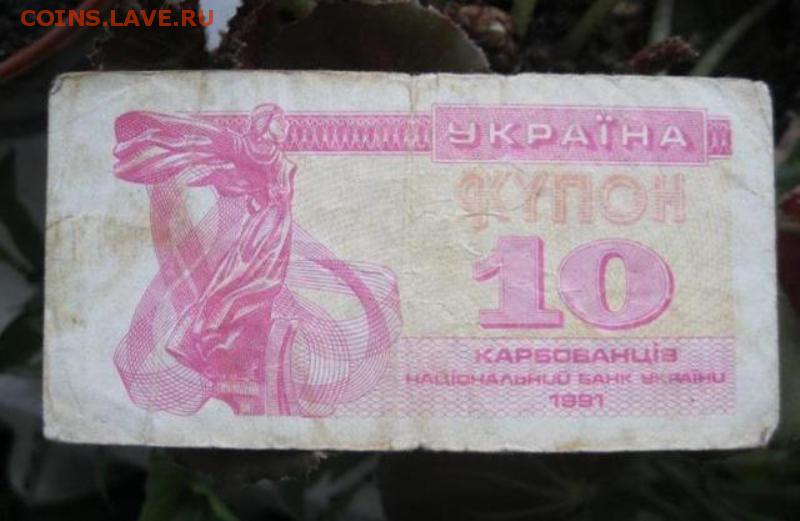 COINS.LAVE.RU
УКРАЇНА
КУПОН
10
КАРБОВАНЦІВ
НАЦІОНАЛЬНИЙ БАНК УКРАЇНИ
1991